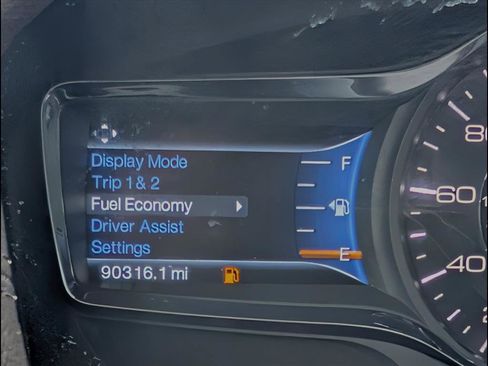 Display Mode
F
Trip 1 & 2
Fuel Economy
Driver Assist
E
Settings
90316.1 mi
80
60
40